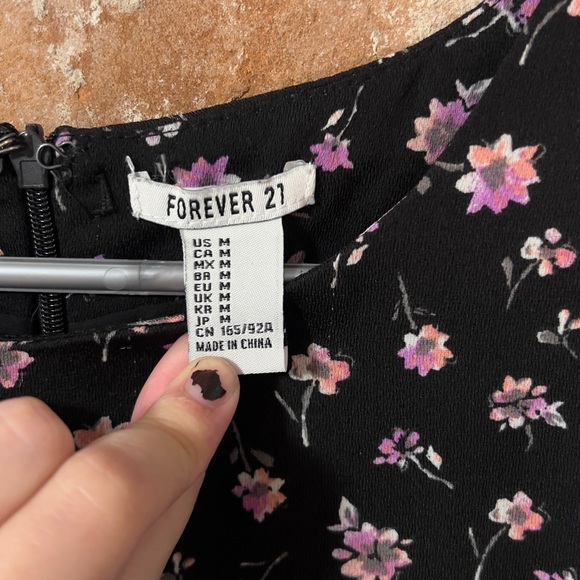 FOREVER 21
US M
CA M
MX M
BR M
EU M
UK M
KR M
JP M
CN 165/92A
MADE IN CHINA